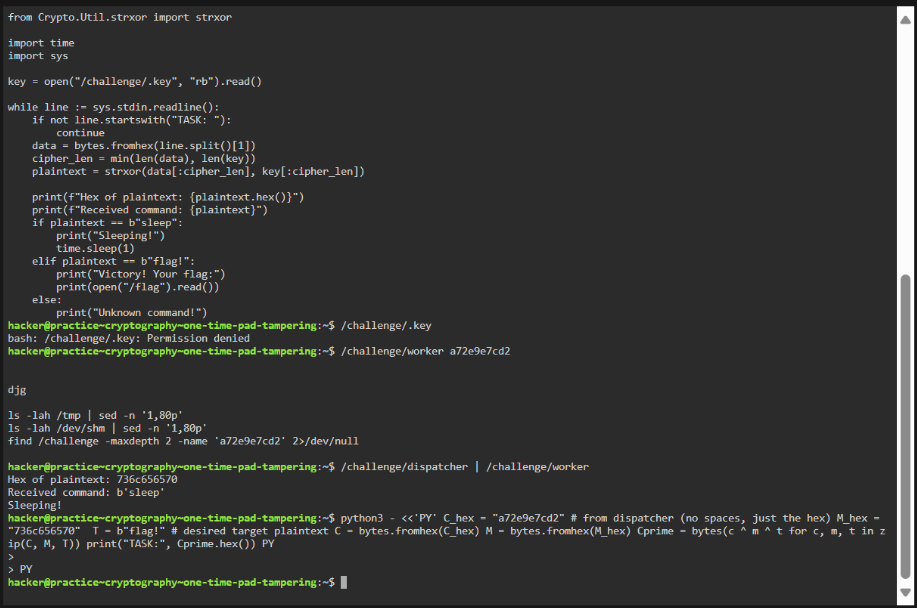 from Crypto.Util.strxor import strxor

import time
import sys

key = open("/challenge/.key", "rb").read()

while line := sys.stdin.readline():
    if not line.startswith("TASK: "):
        continue
    data = bytes.fromhex(line.split()[1])
    cipher_len = min(len(data), len(key))
    plaintext = strxor(data[:cipher_len], key[:cipher_len])

    print(f"Hex of plaintext: {plaintext.hex()}")
    print(f"Received command: {plaintext}")
    if plaintext == b"sleep":
        print("Sleeping!")
        time.sleep(1)
    elif plaintext == b"flag!":
        print("Victory! Your flag:")
        print(open("/flag").read())
    else:
        print("Unknown command!")
hacker@practice~cryptography~one-time-pad-tampering:~$ /challenge/.key
bash: /challenge/.key: Permission denied
hacker@practice~cryptography~one-time-pad-tampering:~$ /challenge/worker a72e9e7cd2

djg

ls -lah /tmp | sed -n '1,80p'
ls -lah /dev/shm | sed -n '1,80p'
find /challenge -maxdepth 2 -name 'a72e9e7cd2' 2>/dev/null

hacker@practice~cryptography~one-time-pad-tampering:~$ /challenge/dispatcher | /challenge/worker
Hex of plaintext: 736c656570
Received command: b'sleep'
Sleeping!
hacker@practice~cryptography~one-time-pad-tampering:~$ python3 - <<'PY' C_hex = "a72e9e7cd2" # from dispatcher (no spaces, just the hex) M_hex =
"736c656570"  T = b"flag!" # desired target plaintext C = bytes.fromhex(C_hex) M = bytes.fromhex(M_hex) Cprime = bytes(c ^ m ^ t for c, m, t in z
ip(C, M, T)) print("TASK:", Cprime.hex()) PY
>
> PY
hacker@practice~cryptography~one-time-pad-tampering:~$